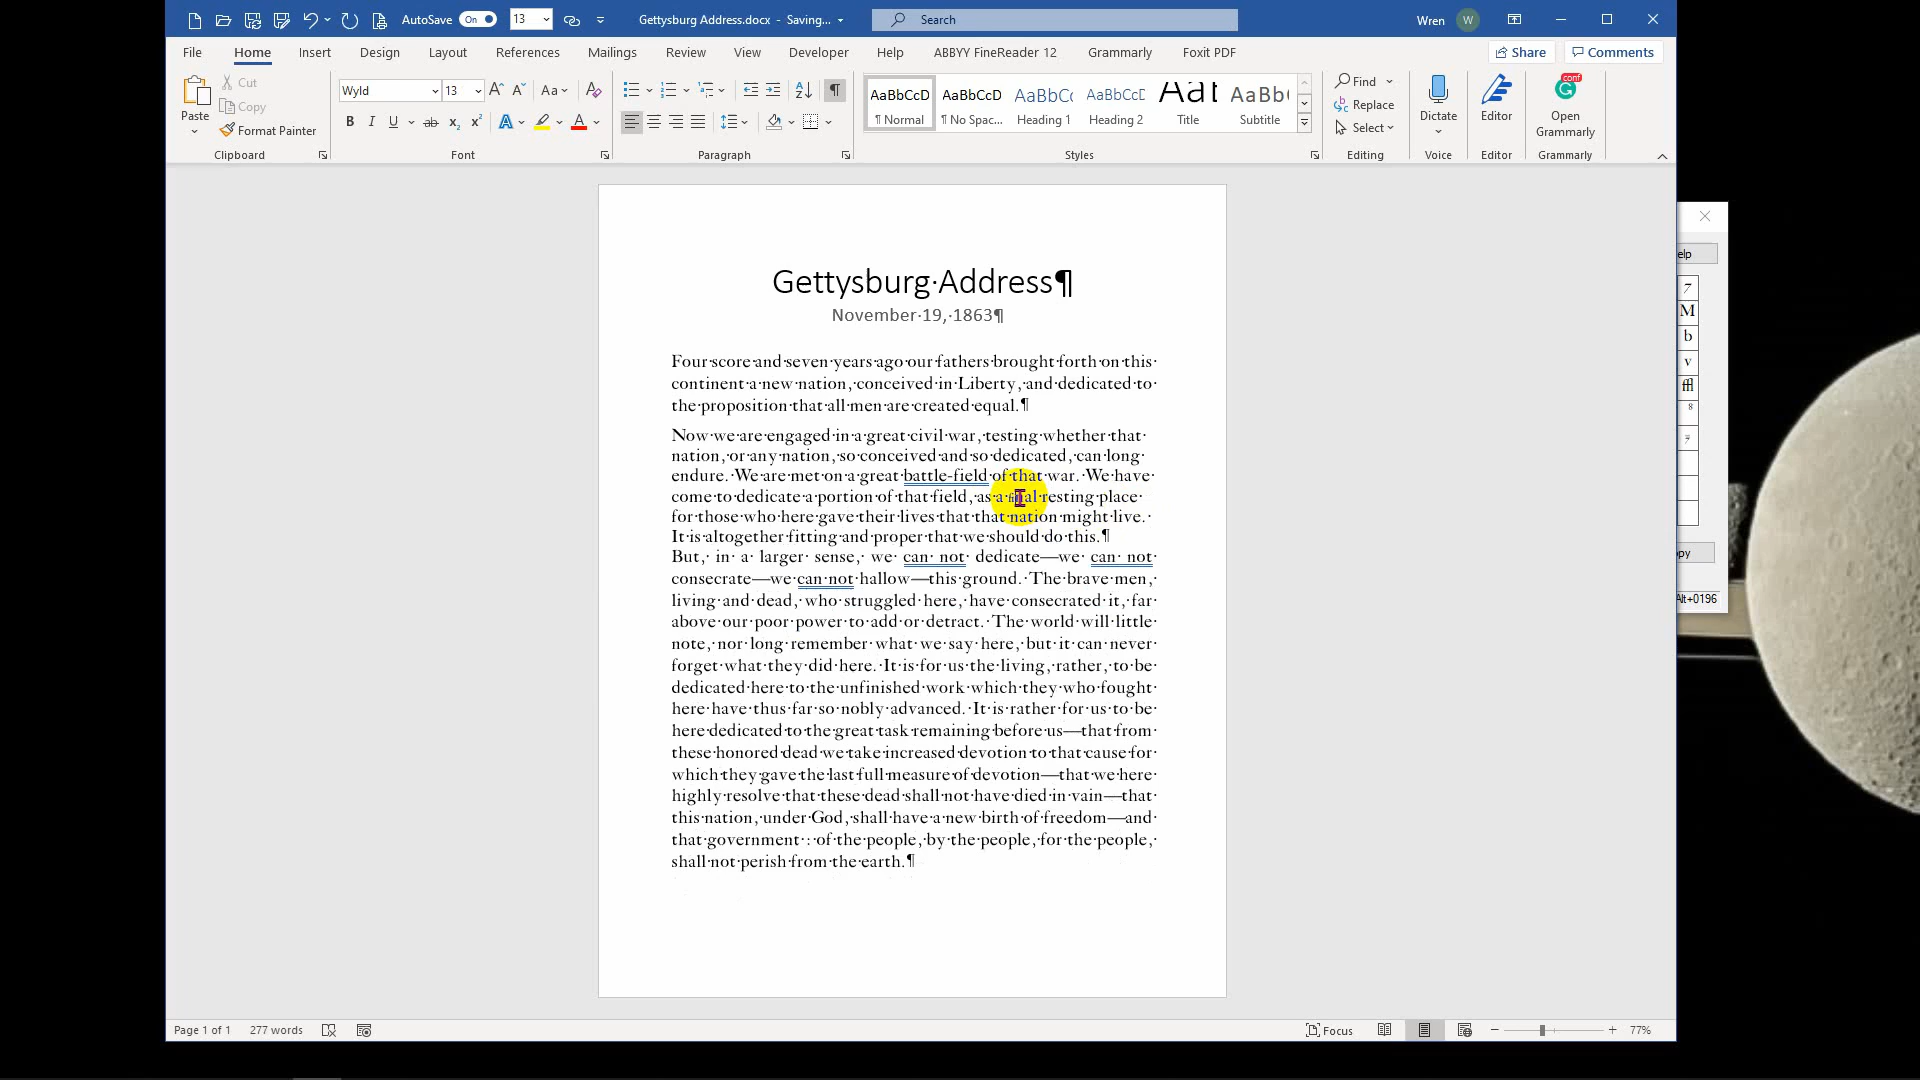 AutoSave On 13 Gettysburg Address.docx - Saving... Search Wren W
File Home Insert Design Layout References Mailings Review View Developer Help ABBYY FineReader 12 Grammarly Foxit PDF Share Comments
Paste Cut Copy Format Painter Clipboard
Wyld 13 Aa B I U ab x₂ x² A A Font
Paragraph
AaBbCcD ¶ Normal
AaBbCcD ¶ No Spac...
AaBbCc Heading 1
AaBbCcD Heading 2
Title
AaBb Subtitle
Styles
Find Replace Select Editing
Dictate Voice
Editor Editor
conf Open Grammarly Grammarly
Gettysburg·Address¶
November·19,·1863¶
Four·score·and·seven·years·ago·our·fathers·brought·forth·on·this·
continent·a·new·nation,·conceived·in·Liberty,·and·dedicated·to·
the·proposition·that·all·men·are·created·equal.¶
Now·we·are·engaged·in·a·great·civil·war,·testing·whether·that·
nation,·or·any·nation,·so·conceived·and·so·dedicated,·can·long·
endure.·We·are·met·on·a·great·battle-field·of·that·war.·We·have·
come·to·dedicate·a·portion·of·that·field,·as·a·final·resting·place·
for·those·who·here·gave·their·lives·that·that·nation·might·live.·
It·is·altogether·fitting·and·proper·that·we·should·do·this.¶
But,·in·a·larger·sense,·we·can·not·dedicate—we·can·not·
consecrate—we·can·not·hallow—this·ground.·The·brave·men,·
living·and·dead,·who·struggled·here,·have·consecrated·it,·far·
above·our·poor·power·to·add·or·detract.·The·world·will·little·
note,·nor·long·remember·what·we·say·here,·but·it·can·never·
forget·what·they·did·here.·It·is·for·us·the·living,·rather,·to·be·
dedicated·here·to·the·unfinished·work·which·they·who·fought·
here·have·thus·far·so·nobly·advanced.·It·is·rather·for·us·to·be·
here·dedicated·to·the·great·task·remaining·before·us—that·from·
these·honored·dead·we·take·increased·devotion·to·that·cause·for·
which·they·gave·the·last·full·measure·of·devotion—that·we·here·
highly·resolve·that·these·dead·shall·not·have·died·in·vain—that·
this·nation,·under·God,·shall·have·a·new·birth·of·freedom—and·
that·government·:·of·the·people,·by·the·people,·for·the·people,·
shall·not·perish·from·the·earth.¶
elp
7
M
b
v
ffl
8
opy
Alt+0196
Page 1 of 1 277 words Focus 77%